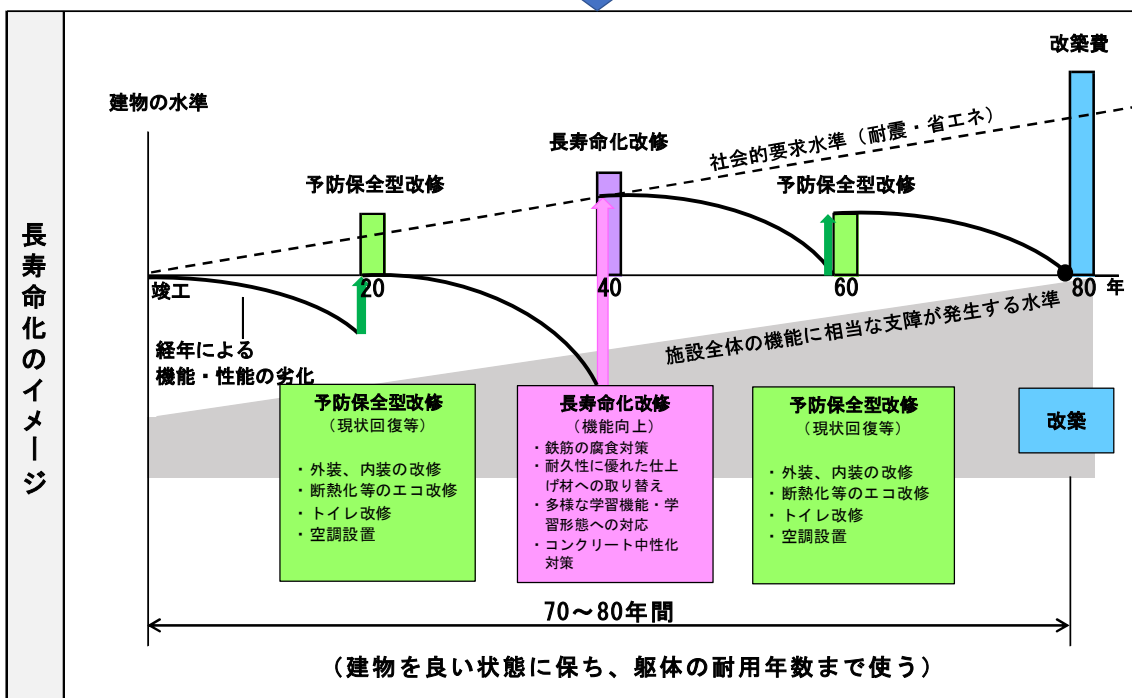 長寿命化のイメージ
改築費
建物の水準
社会的要求水準（耐震・省エネ）
長寿命化改修
予防保全型改修
予防保全型改修
竣工
20
40
60
80 年
施設全体の機能に相当な支障が発生する水準
経年による
機能・性能の劣化
予防保全型改修
（現状回復等）
・外装、内装の改修
・断熱化等のエコ改修
・トイレ改修
・空調設置
長寿命化改修
（機能向上）
・鉄筋の腐食対策
・耐久性に優れた仕上
げ材への取り替え
・多様な学習機能・学
習形態への対応
・コンクリート中性化
対策
予防保全型改修
（現状回復等）
・外装、内装の改修
・断熱化等のエコ改修
・トイレ改修
・空調設置
改築
70～80年間
（建物を良い状態に保ち、躯体の耐用年数まで使う）